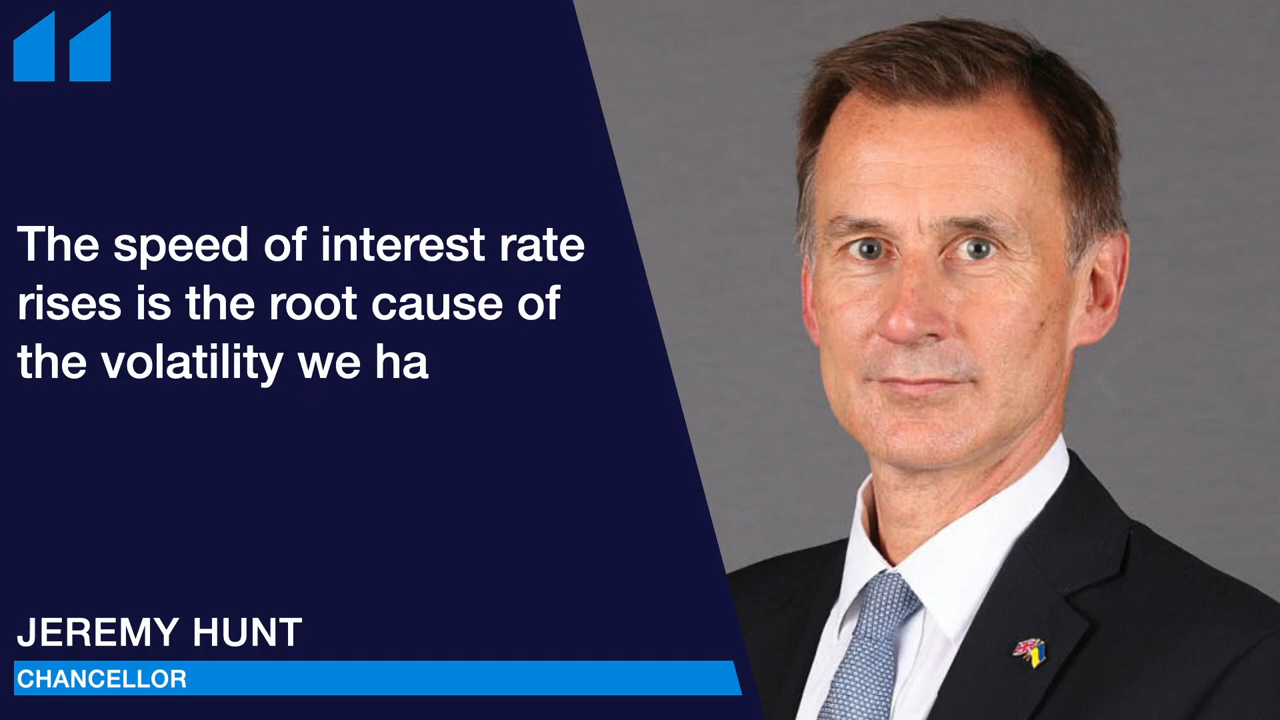 The speed of interest rate
rises is the root cause of
the volatility we ha
JEREMY HUNT
CHANCELLOR